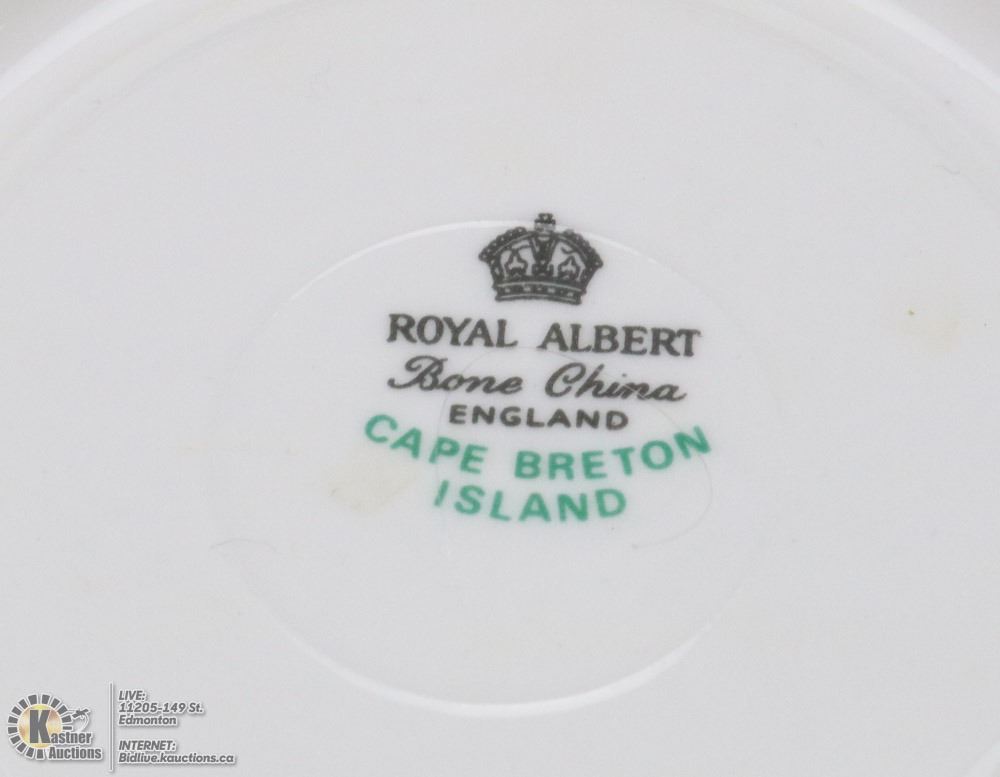 ROYAL ALBERT
Bone China
ENGLAND
CAPE BRETON
ISLAND
Kastner
Auctions
LIVE:
11205-149 St.
Edmonton
INTERNET:
Bidlive.kauctions.ca